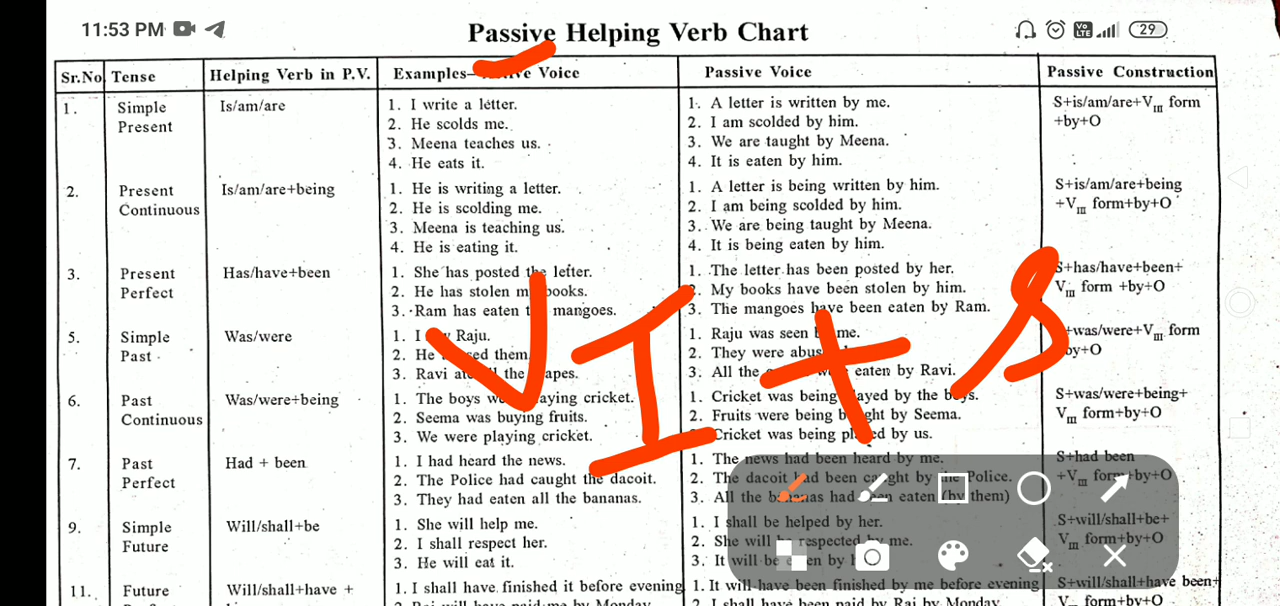 11:53 PM
29
Passive Helping Verb Chart
Sr.No Tense Helping Verb in P.V. Examples– Voice Passive Voice Passive Construction
1. Simple Present Is/am/are
1. I write a letter. 1. A letter is written by me. S+is/am/are+VIII form
2. He scolds me. 2. I am scolded by him. +by+O
3. Meena teaches us. 3. We are taught by Meena.
4. He eats it. 4. It is eaten by him.
2. Present Continuous Is/am/are+being
1. He is writing a letter. 1. A letter is being written by him. S+is/am/are+being
2. He is scolding me. 2. I am being scolded by him. +VIII form+by+O
3. Meena is teaching us. 3. We are being taught by Meena.
4. He is eating it. 4. It is being eaten by him.
3. Present Perfect Has/have+been
1. She has posted the letter. 1. The letter has been posted by her. S+has/have+been+
2. He has stolen books. 2. My books have been stolen by him. VIII form +by+O
3. Ram has eaten mangoes. 3. The mangoes have been eaten by Ram.
5. Simple Past Was/were
1. I Raju. 1. Raju was seen me. +was/were+VIII form
2. He them 2. They were by+O
3. Ravi the 3. All the eaten by Ravi.
6. Past Continuous Was/were+being
1. The boys cricket. 1. Cricket was being by the S+was/were+being+
2. Seema was buying fruits. 2. Fruits were being by Seema. VIII form+by+O
3. We were playing cricket. Cricket was being by us.
7. Past Perfect Had + been
1. I had heard the news. 1. The news had been heard by me. S+had been
2. The Police had caught the dacoit. 2. The dacoit had been caught by the Police. +VIII form+by+O
3. They had eaten all the bananas. 3. All the bananas had been eaten (by them)
9. Simple Future Will/shall+be
1. She will help me. 1. I shall be helped by her. S+will/shall+be+
2. I shall respect her. 2. She will be respected by me. VIII form+by+O
3. He will eat it. 3. It will be
11. Future Will/shall+have +
1. I shall have finished it before evening 1. It will have been finished by me before evening S+will/shall+have been+
by Monday 2. I shall have been paid by Raj by Monday form+by+O
V I + S